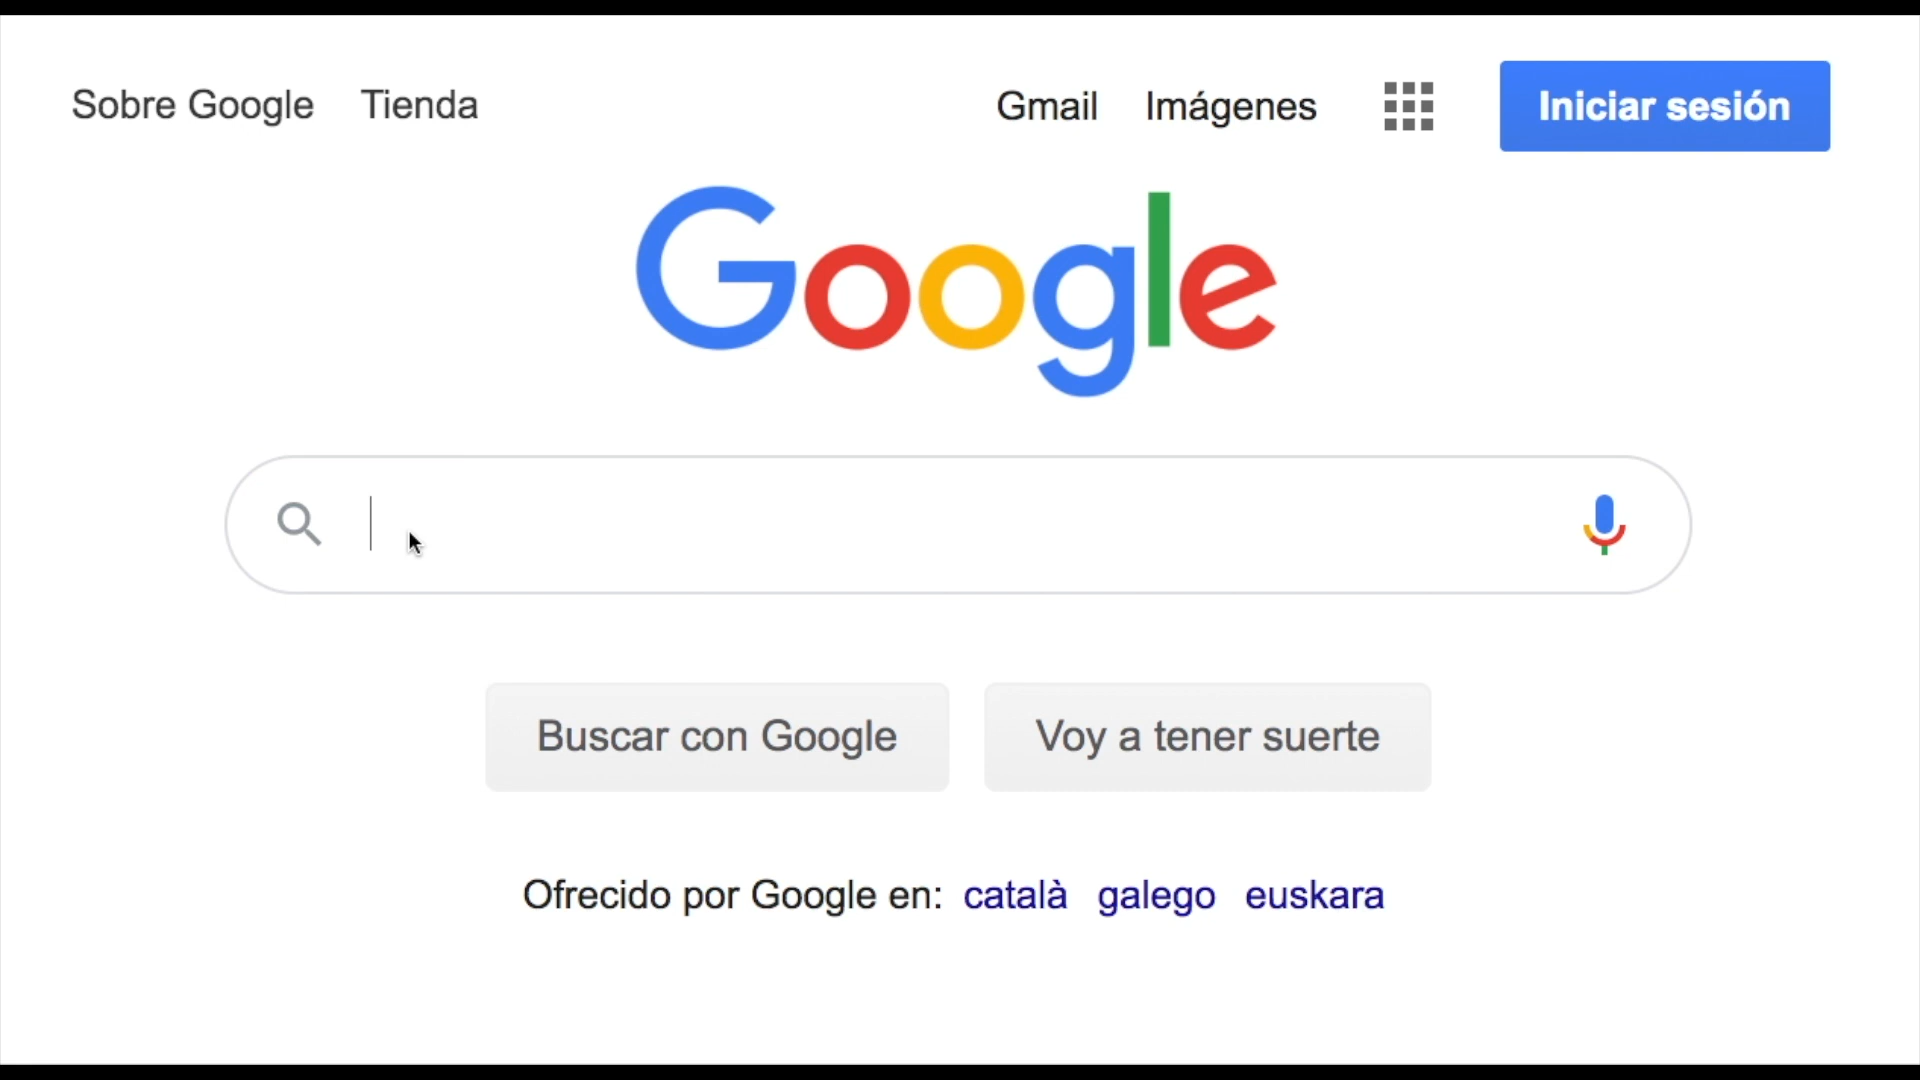 Sobre Google Tienda Gmail Imágenes Iniciar sesión
Google
Buscar con Google Voy a tener suerte
Ofrecido por Google en: català galego euskara